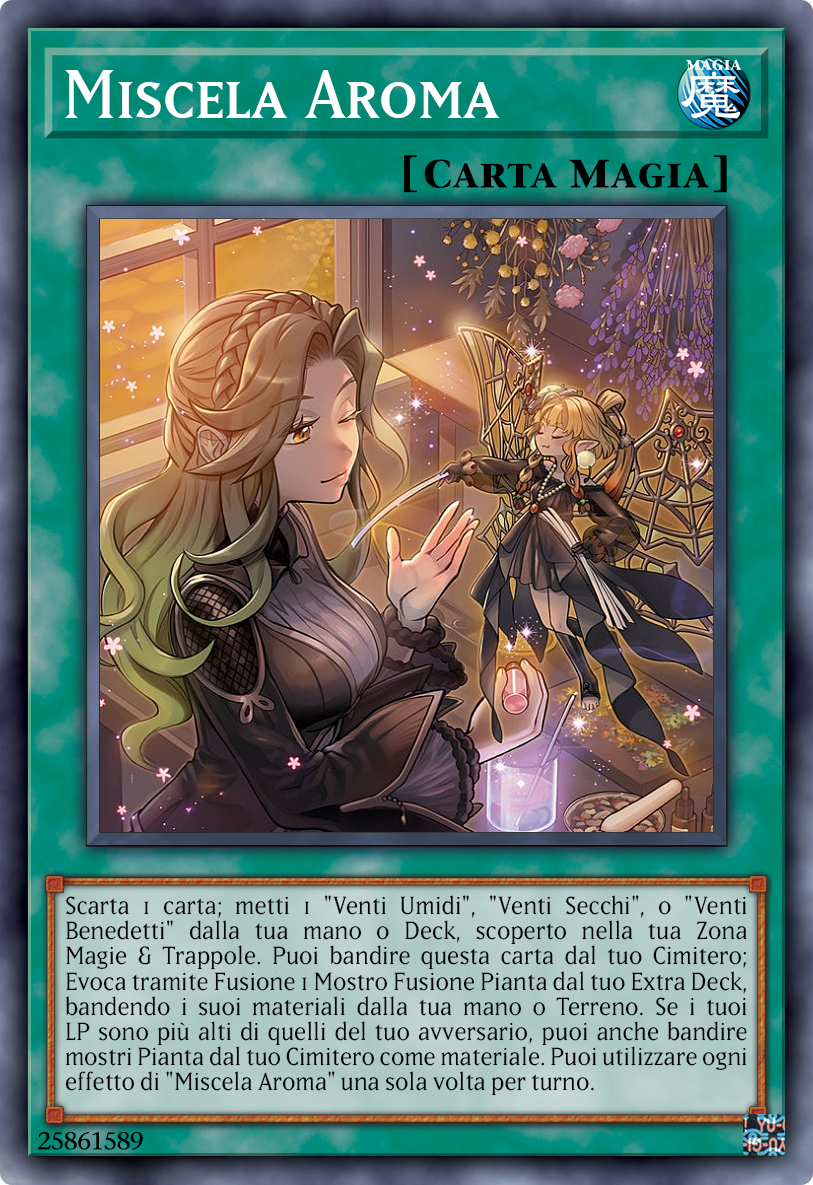 Miscela Aroma
MAGIA
魔
[Carta Magia]
Scarta 1 carta; metti 1 "Venti Umidi", "Venti Secchi", o "Venti
Benedetti" dalla tua mano o Deck, scoperto nella tua Zona
Magie & Trappole. Puoi bandire questa carta dal tuo Cimitero;
Evoca tramite Fusione 1 Mostro Fusione Pianta dal tuo Extra Deck,
bandendo i suoi materiali dalla tua mano o Terreno. Se i tuoi
LP sono più alti di quelli del tuo avversario, puoi anche bandire
mostri Pianta dal tuo Cimitero come materiale. Puoi utilizzare ogni
effetto di "Miscela Aroma" una sola volta per turno.
25861589